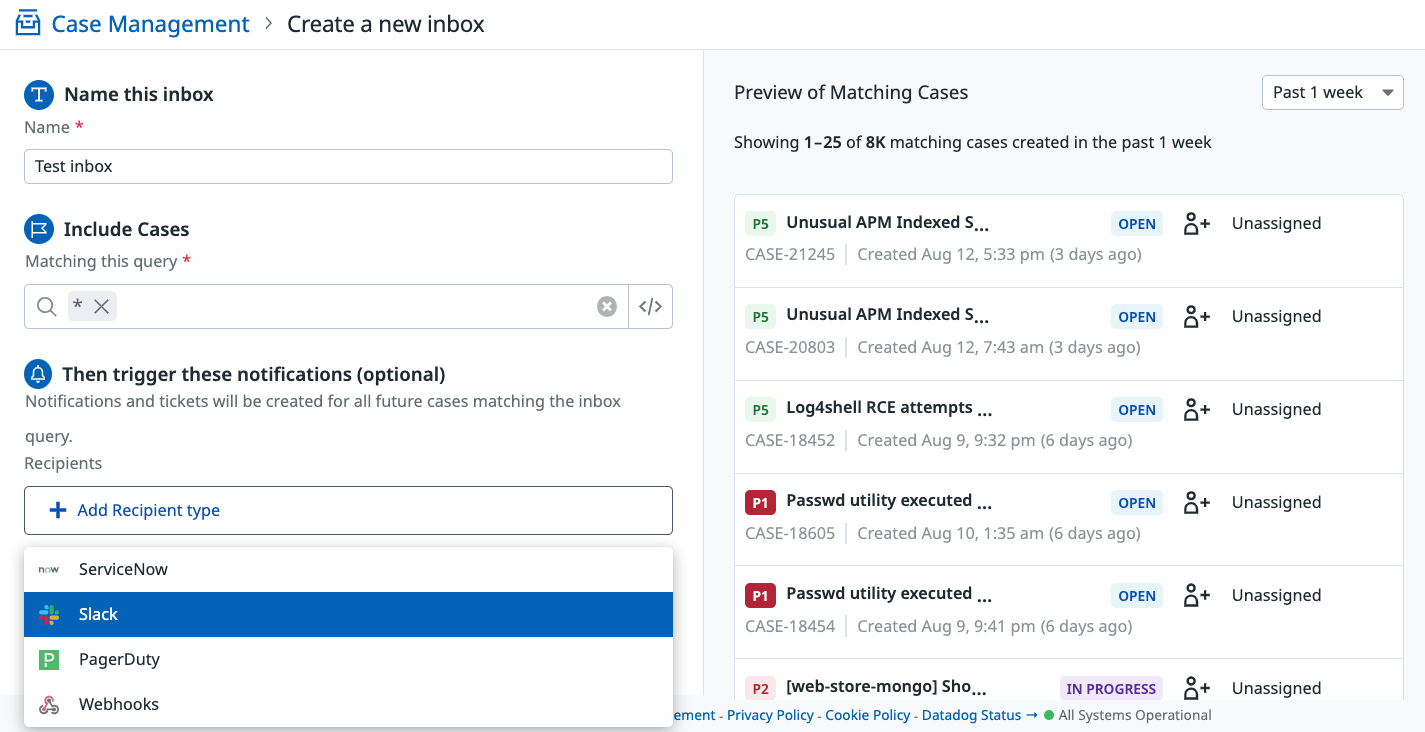 Case Management > Create a new inbox
Name this inbox
Name *
Test inbox
Include Cases
Matching this query *
*
</>
Then trigger these notifications (optional)
Notifications and tickets will be created for all future cases matching the inbox
query.
Recipients
+ Add Recipient type
now ServiceNow
Slack
P PagerDuty
Webhooks
Preview of Matching Cases
Past 1 week
Showing 1–25 of 8K matching cases created in the past 1 week
P5 Unusual APM Indexed S... OPEN Unassigned
CASE-21245 | Created Aug 12, 5:33 pm (3 days ago)
P5 Unusual APM Indexed S... OPEN Unassigned
CASE-20803 | Created Aug 12, 7:43 am (3 days ago)
P5 Log4shell RCE attempts ... OPEN Unassigned
CASE-18452 | Created Aug 9, 9:32 pm (6 days ago)
P1 Passwd utility executed ... OPEN Unassigned
CASE-18605 | Created Aug 10, 1:35 am (6 days ago)
P1 Passwd utility executed ... OPEN Unassigned
CASE-18454 | Created Aug 9, 9:41 pm (6 days ago)
P2 [web-store-mongo] Sho... IN PROGRESS Unassigned
ement - Privacy Policy - Cookie Policy - Datadog Status → All Systems Operational